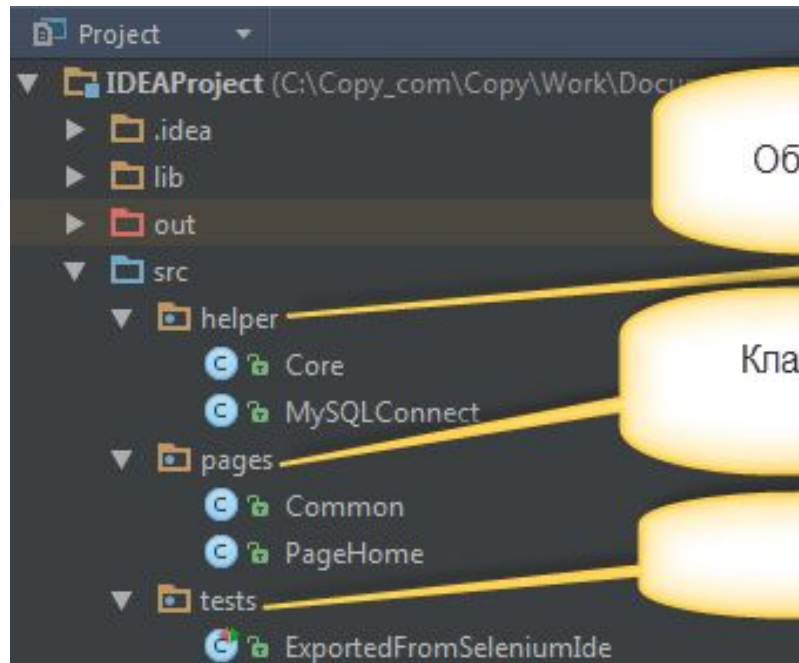 Project
IDEAProject (C:\Copy_com\Copy\Work\Docu
.idea
Об
lib
out
src
helper
Кла
Core
MySQLConnect
pages
Common
PageHome
tests
ExportedFromSeleniumIde